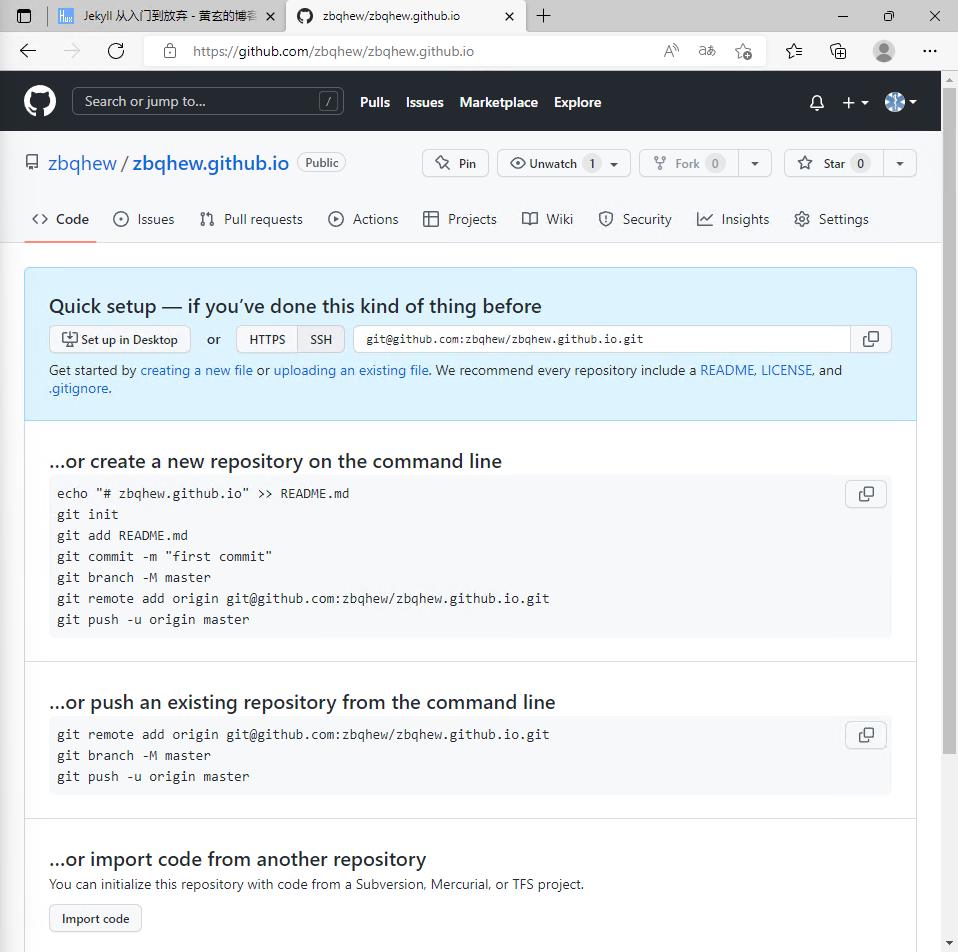 Jekyll 从入门到放弃 - 黄玄的博客
zbqhew/zbqhew.github.io
https://github.com/zbqhew/zbqhew.github.io
Search or jump to... /
Pulls Issues Marketplace Explore
zbqhew / zbqhew.github.io Public
Pin Unwatch 1 Fork 0 Star 0
Code Issues Pull requests Actions Projects Wiki Security Insights Settings
Quick setup — if you’ve done this kind of thing before
Set up in Desktop or HTTPS SSH git@github.com:zbqhew/zbqhew.github.io.git
Get started by creating a new file or uploading an existing file. We recommend every repository include a README, LICENSE, and
.gitignore.
…or create a new repository on the command line
echo "# zbqhew.github.io" >> README.md
git init
git add README.md
git commit -m "first commit"
git branch -M master
git remote add origin git@github.com:zbqhew/zbqhew.github.io.git
git push -u origin master
…or push an existing repository from the command line
git remote add origin git@github.com:zbqhew/zbqhew.github.io.git
git branch -M master
git push -u origin master
…or import code from another repository
You can initialize this repository with code from a Subversion, Mercurial, or TFS project.
Import code